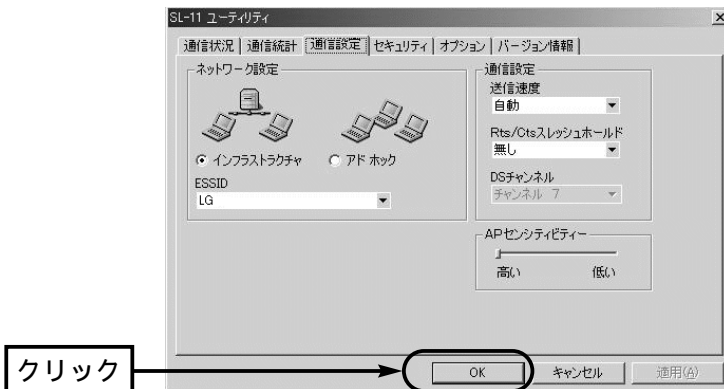 SL-11 ユーティリティ
通信状況 通信統計 通信設定 セキュリティ オプション バージョン情報
ネットワーク設定
インフラストラクチャ アド ホック
ESSID
LG
通信設定
送信速度
自動
Rts/Ctsスレッシュホールド
無し
DSチャンネル
チャンネル 7
APセンシティビティー
高い 低い
クリック
OK キャンセル 適用(A)